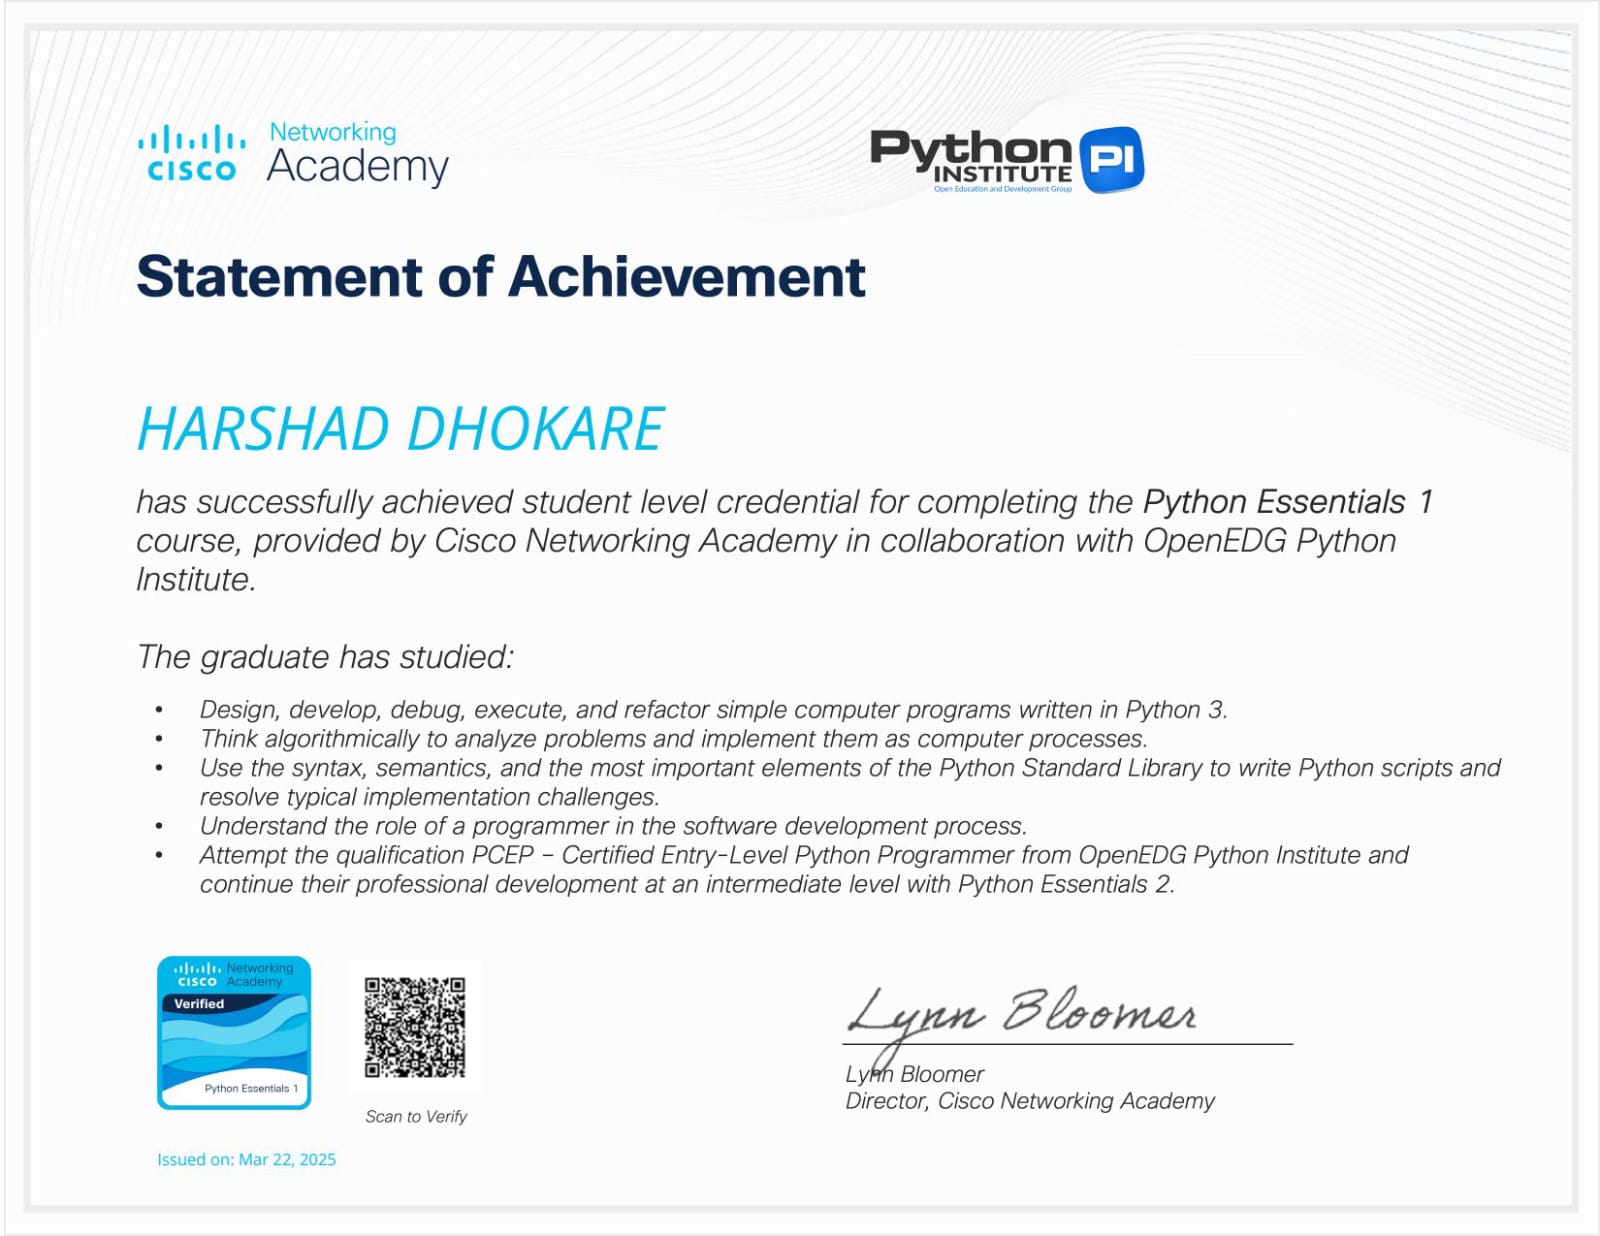 CISCO
Networking
Academy
Python
INSTITUTE
Open Education and Development Group
PI
Statement of Achievement
HARSHAD DHOKARE
has successfully achieved student level credential for completing the Python Essentials 1
course, provided by Cisco Networking Academy in collaboration with OpenEDG Python
Institute.
The graduate has studied:
• Design, develop, debug, execute, and refactor simple computer programs written in Python 3.
• Think algorithmically to analyze problems and implement them as computer processes.
• Use the syntax, semantics, and the most important elements of the Python Standard Library to write Python scripts and
resolve typical implementation challenges.
• Understand the role of a programmer in the software development process.
• Attempt the qualification PCEP – Certified Entry-Level Python Programmer from OpenEDG Python Institute and
continue their professional development at an intermediate level with Python Essentials 2.
CISCO
Networking
Academy
Verified
Python Essentials 1
Scan to Verify
Issued on: Mar 22, 2025
Lynn Bloomer
Lynn Bloomer
Director, Cisco Networking Academy